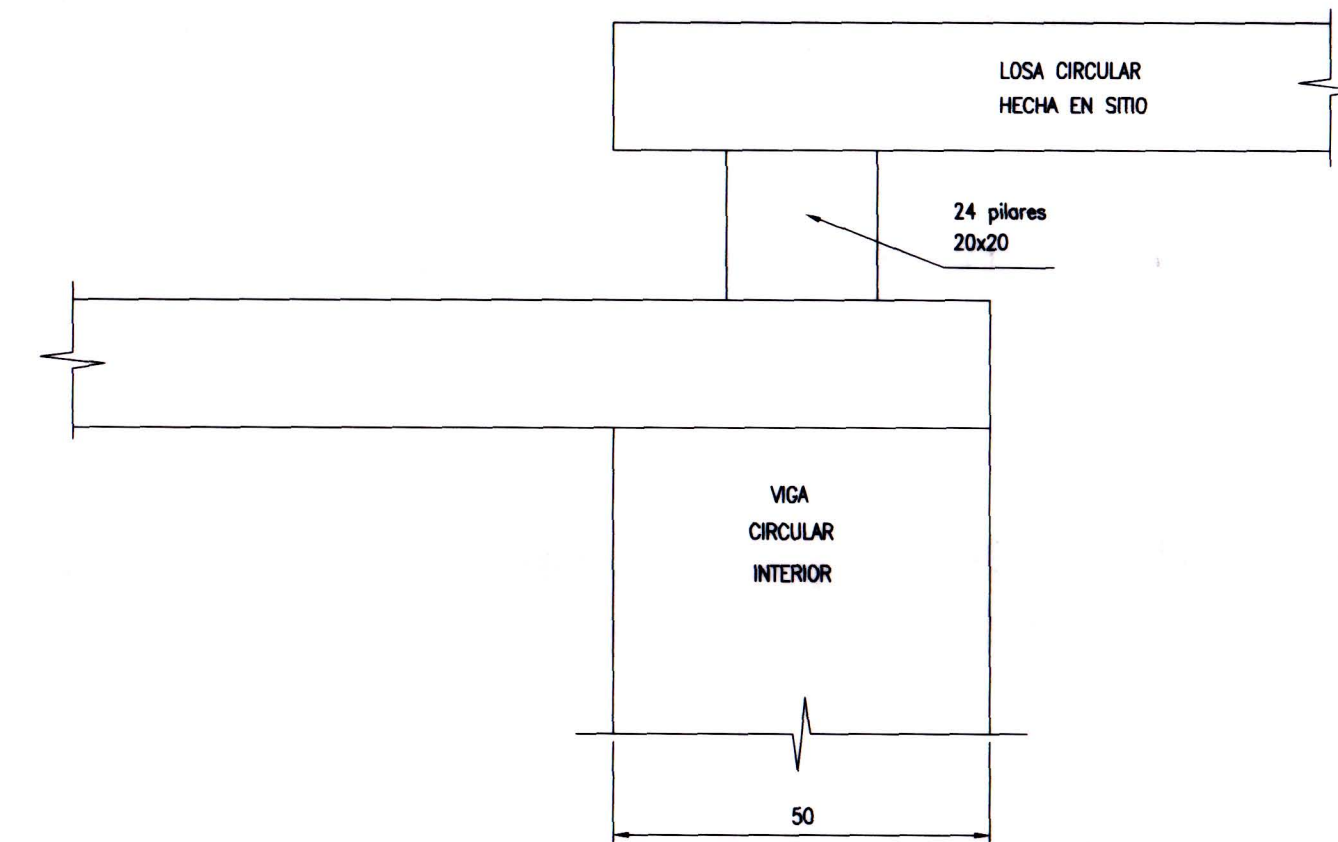 LOSA CIRCULAR
HECHA EN SITIO
24 pilares
20x20
VIGA
CIRCULAR
INTERIOR
50